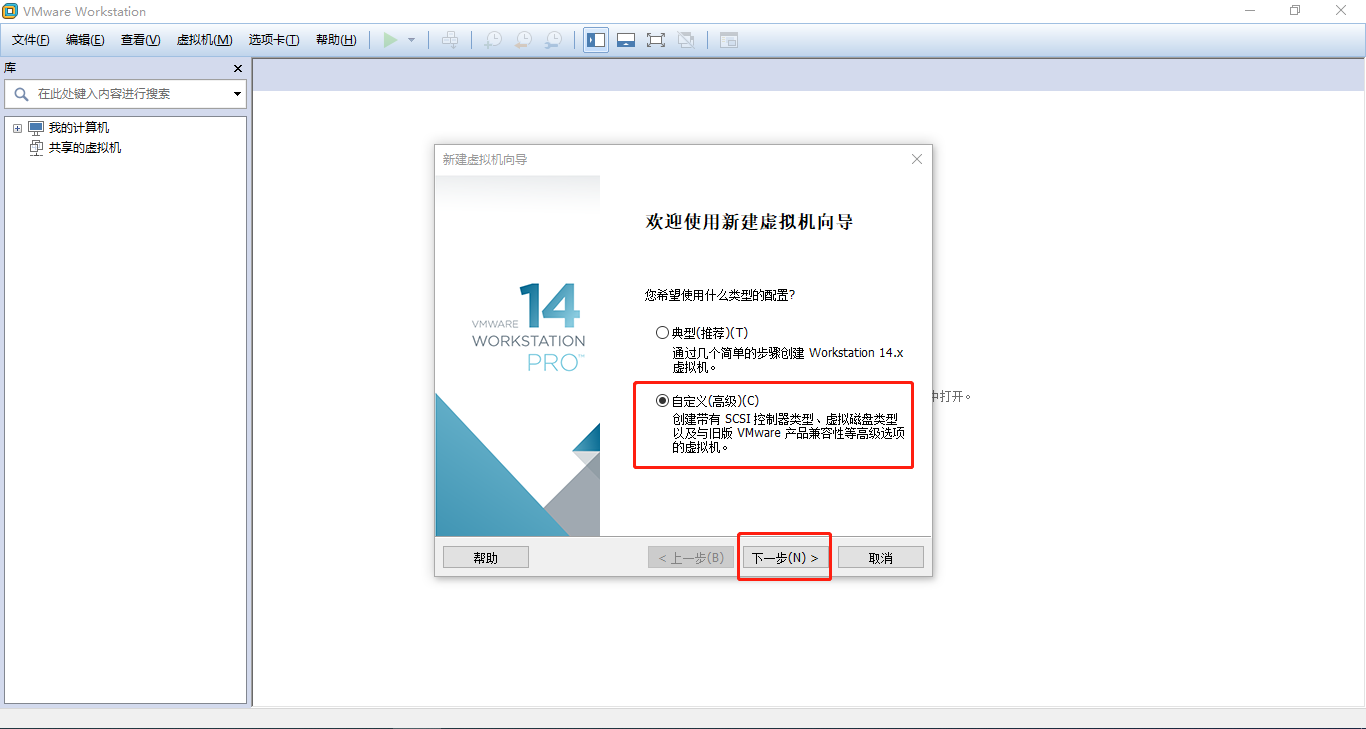 VMware Workstation
文件(F) 编辑(E) 查看(V) 虚拟机(M) 选项卡(T) 帮助(H)
库
在此处键入内容进行搜索
我的计算机
共享的虚拟机
新建虚拟机向导
欢迎使用新建虚拟机向导
14
VMWARE
WORKSTATION
PRO™
您希望使用什么类型的配置?
典型(推荐)(T)
通过几个简单的步骤创建 Workstation 14.x
虚拟机。
自定义(高级)(C)
创建带有 SCSI 控制器类型、虚拟磁盘类型
以及与旧版 VMware 产品兼容性等高级选项
的虚拟机。
中打开。
帮助
< 上一步(B)
下一步(N) >
取消